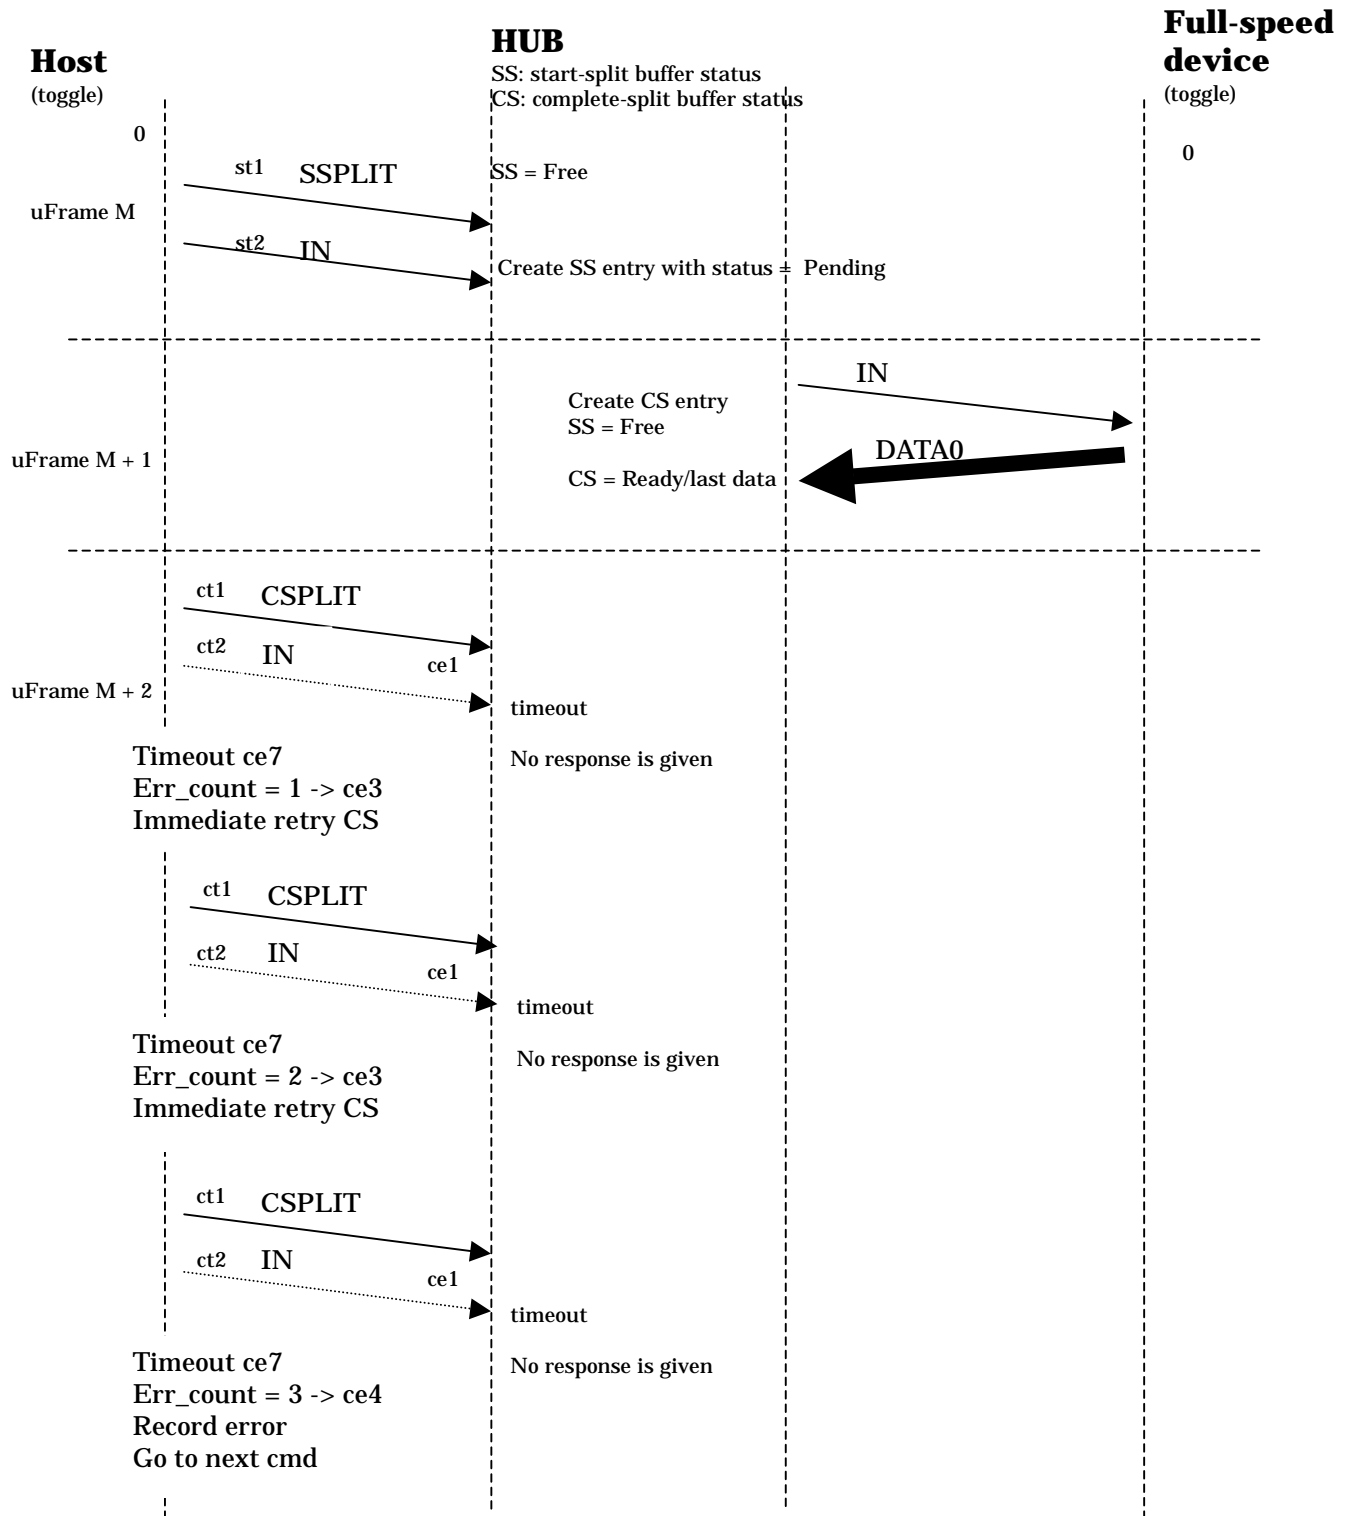 Host
(toggle)
HUB
SS: start-split buffer status
CS: complete-split buffer status
Full-speed
device
(toggle)
0
0
st1 SSPLIT
SS = Free
uFrame M
st2 IN
Create SS entry with status = Pending
IN
Create CS entry
SS = Free
DATA0
uFrame M + 1
CS = Ready/last data
ct1 CSPLIT
ct2 IN
ce1
uFrame M + 2
timeout
Timeout ce7
Err_count = 1 -> ce3
Immediate retry CS
No response is given
ct1 CSPLIT
ct2 IN
ce1
timeout
Timeout ce7
Err_count = 2 -> ce3
Immediate retry CS
No response is given
ct1 CSPLIT
ct2 IN
ce1
timeout
Timeout ce7
Err_count = 3 -> ce4
Record error
Go to next cmd
No response is given